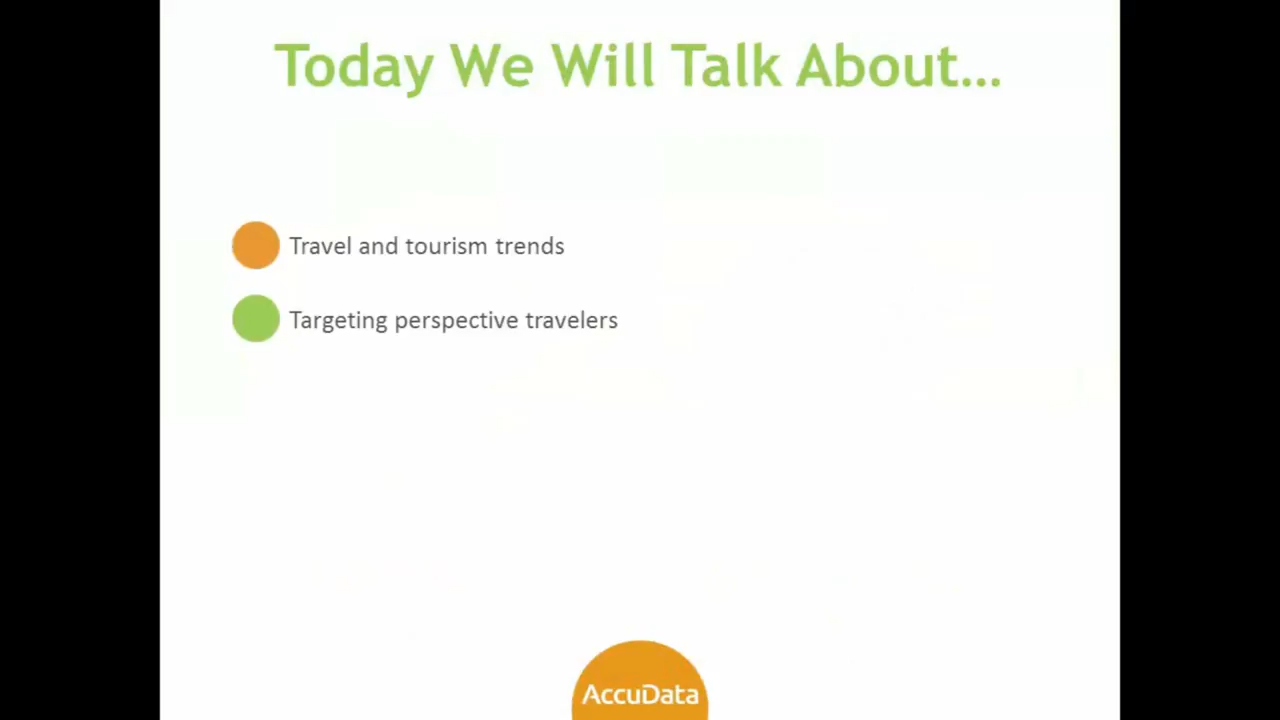 Today We Will Talk About...
Travel and tourism trends
Targeting perspective travelers
AccuData